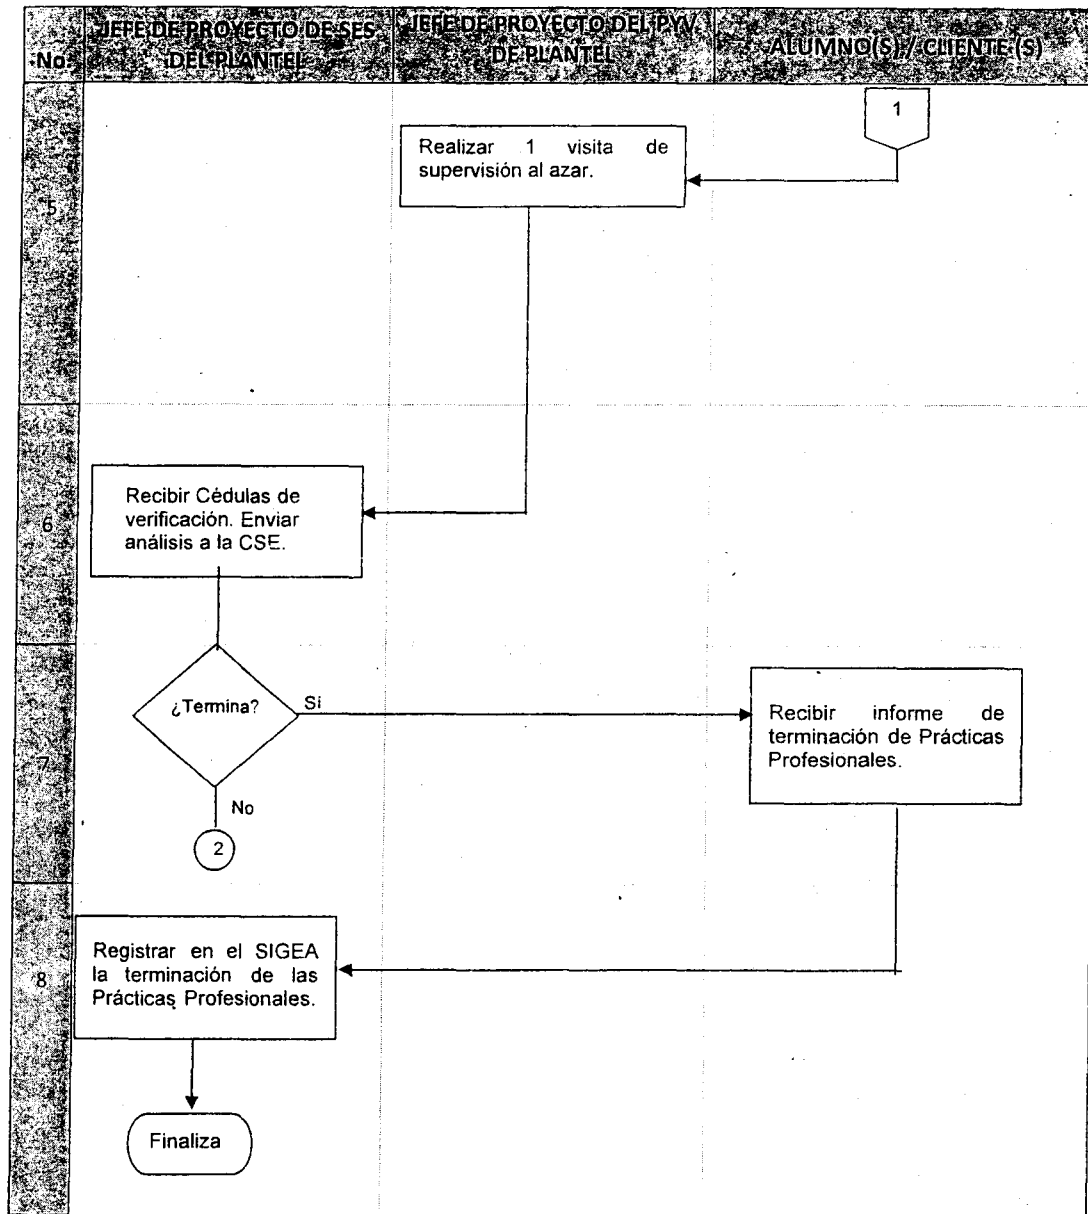 No.
JEFE DE PROYECTO DE SES
DEL PLANTEL
JEFE DE PROYECTO DEL PYV
DE PLANTEL
ALUMNO(S) / CLIENTE (S)
1
5
Realizar 1 visita de
supervisión al azar.
6
Recibir Cédulas de
verificación. Enviar
análisis a la CSE.
7
¿Termina?
Sí
Recibir informe de
terminación de Prácticas
Profesionales.
No
2
8
Registrar en el SIGEA
la terminación de las
Prácticas Profesionales.
Finaliza